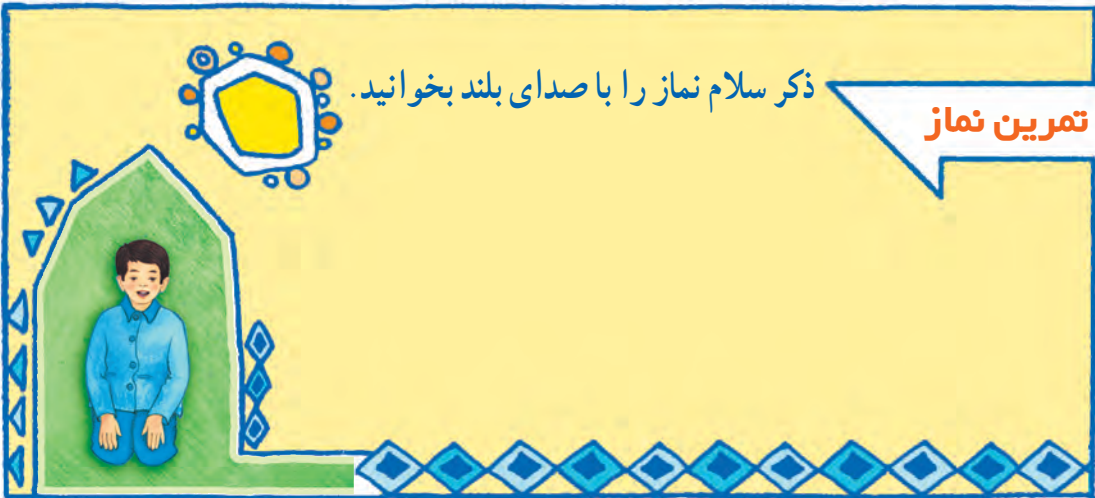 تمرین نماز
ذکر سلام نماز را با صدای بلند بخوانید.